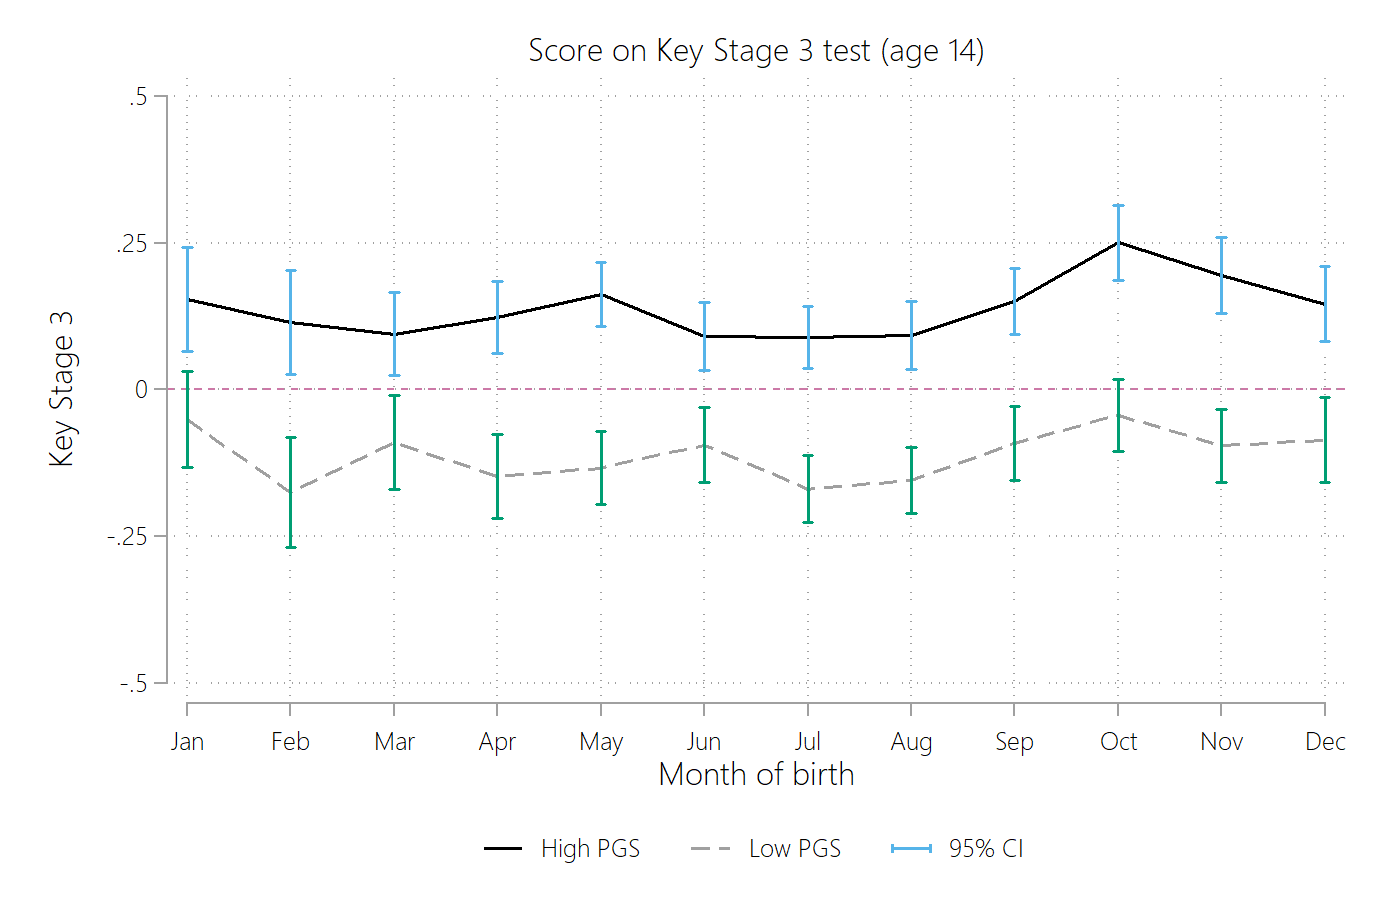 Score on Key Stage 3 test (age 14)
.5
.25
0
-.25
-.5
Key Stage 3
Jan Feb Mar Apr May Jun Jul Aug Sep Oct Nov Dec
Month of birth
High PGS Low PGS 95% CI